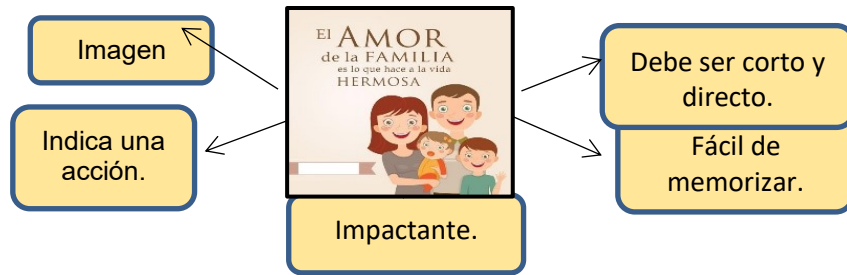 Imagen
Indica una
acción.
El AMOR
de la FAMILIA
es lo que hace a la vida
HERMOSA
Impactante.
Debe ser corto y
directo.
Fácil de
memorizar.